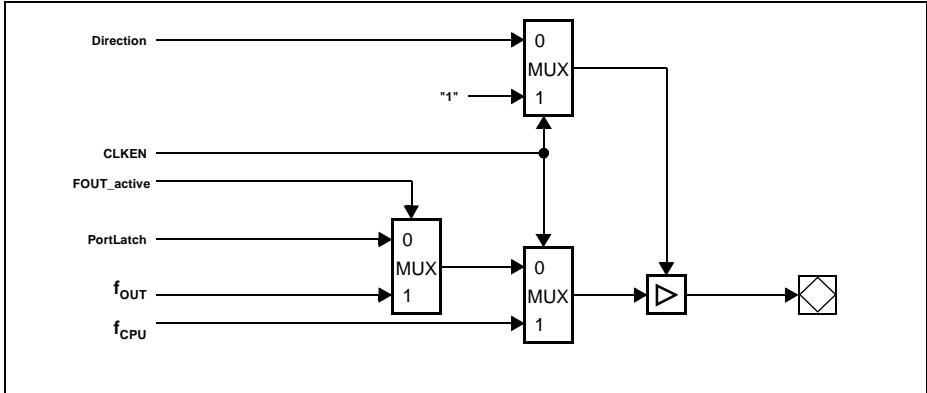 Direction
0
MUX
"1"
1
CLKEN
FOUT_active
PortLatch
0
0
MUX
fOUT
1
MUX
fCPU
1